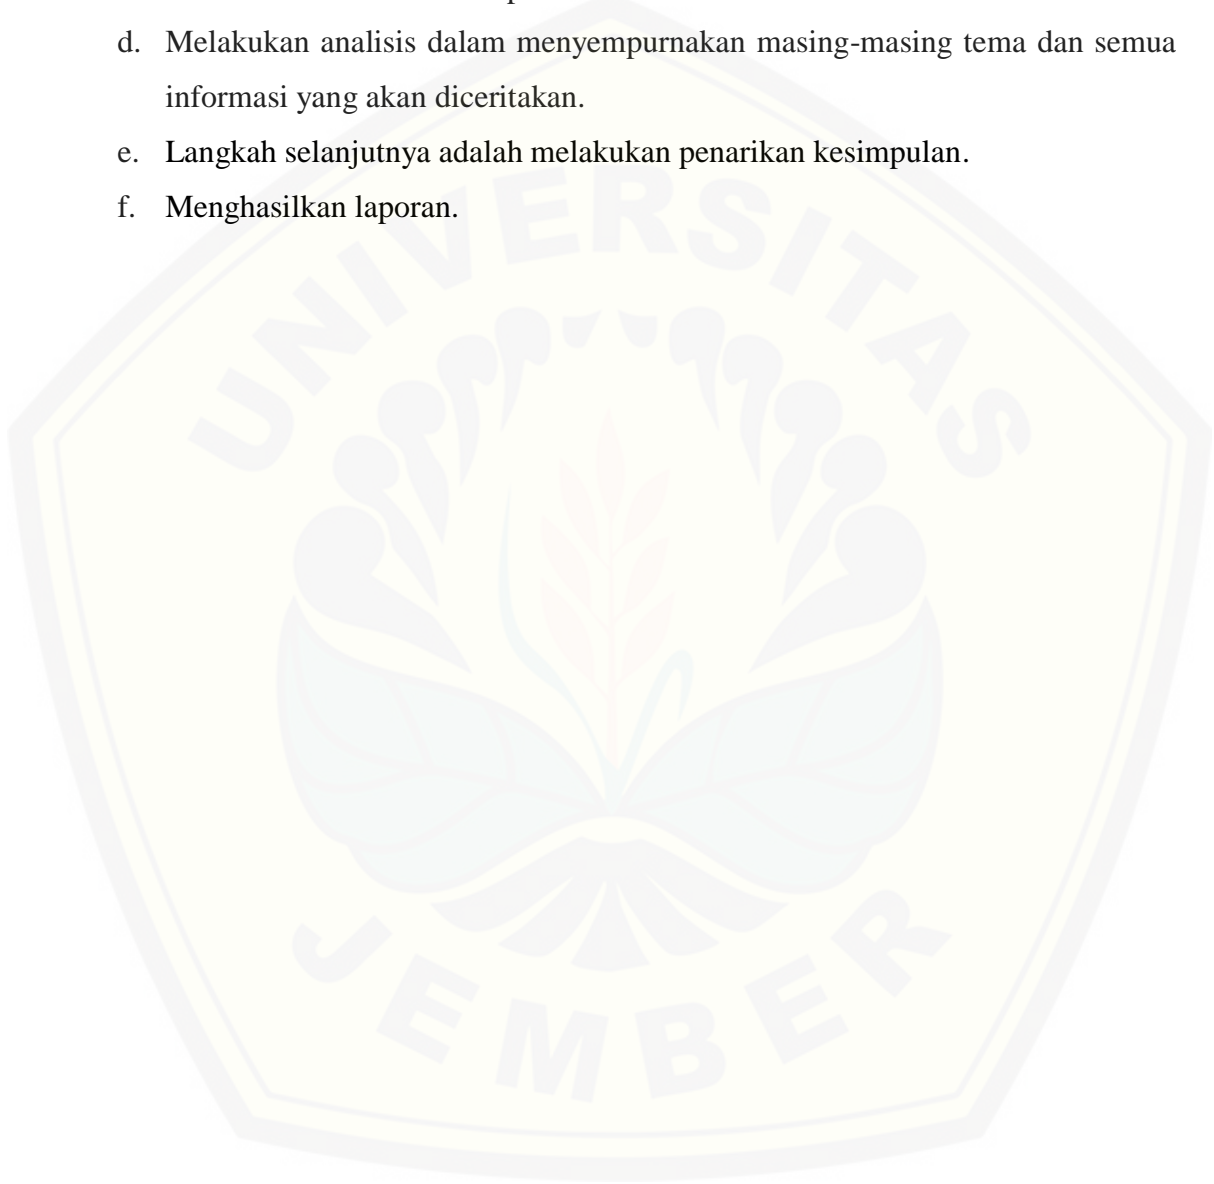 d. Melakukan analisis dalam menyempurnakan masing-masing tema dan semua
informasi yang akan diceritakan.
e. Langkah selanjutnya adalah melakukan penarikan kesimpulan.
f. Menghasilkan laporan.
UNIVERSITAS
JEMBER